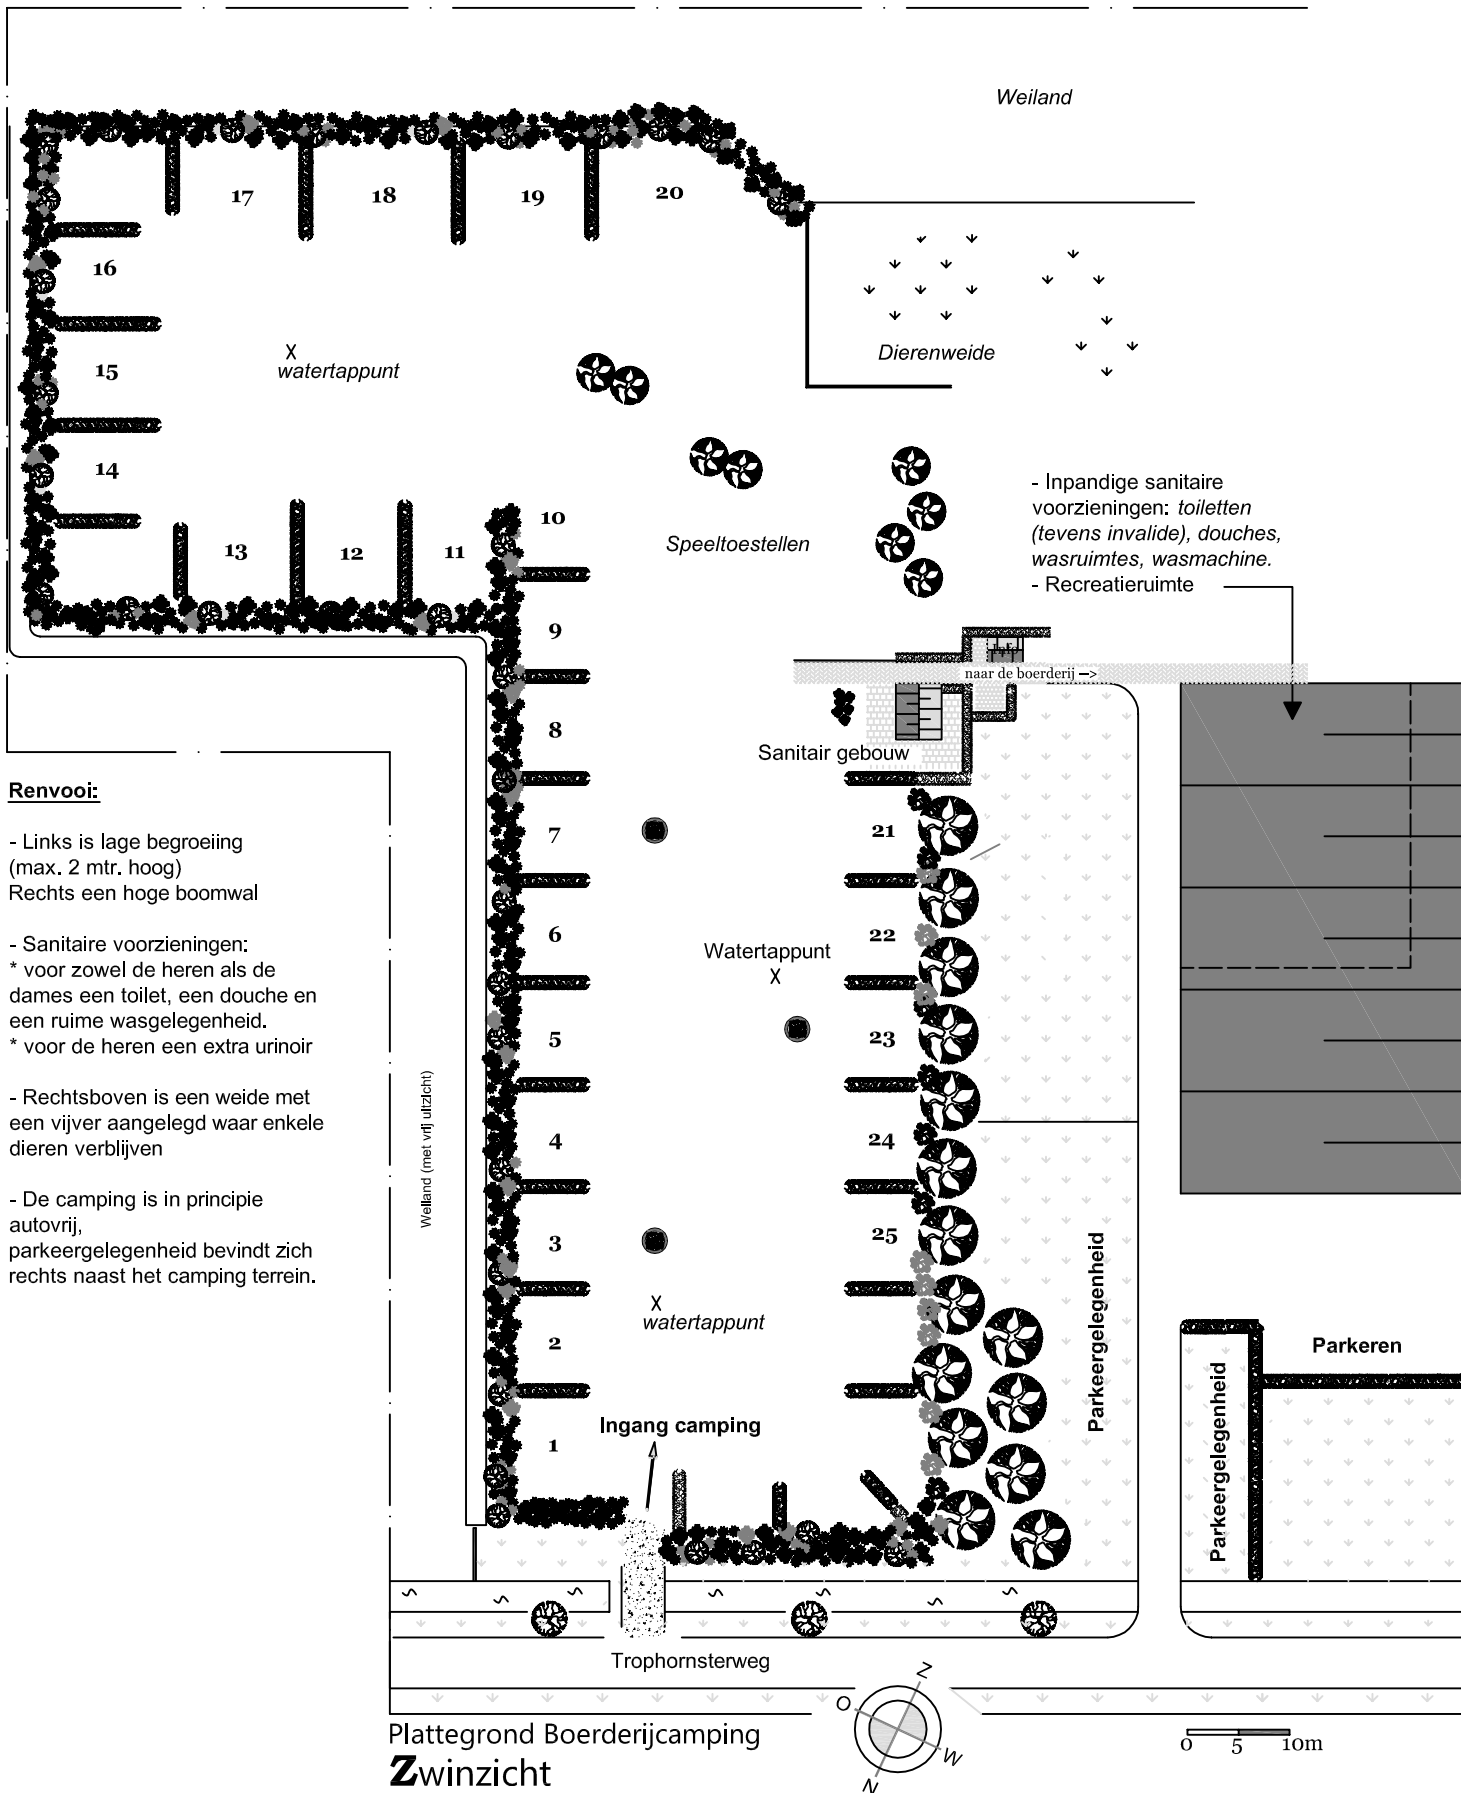 Weiland
17
18
19
20
16
15
14
X
watertappunt
Dierenweide
13
12
11
10
Speeltoestellen
- Inpandige sanitaire
voorzieningen: toiletten
(tevens invalide), douches,
wasruimtes, wasmachine.
- Recreatieruimte
9
8
Info
naar de boerderij -->
Sanitair gebouw
Renvooi:
- Links is lage begroeiing
(max. 2 mtr. hoog)
Rechts een hoge boomwal
- Sanitaire voorzieningen:
* voor zowel de heren als de
dames een toilet, een douche en
een ruime wasgelegenheid.
* voor de heren een extra urinoir
- Rechtsboven is een weide met
een vijver aangelegd waar enkele
dieren verblijven
- De camping is in principie
autovrij,
parkeergelegenheid bevindt zich
rechts naast het camping terrein.
Weiland (met vrij uitzicht)
7
6
5
4
3
2
1
21
22
23
24
25
Watertappunt
X
X
watertappunt
Ingang camping
Parkeergelegenheid
Parkeergelegenheid
Parkeren
Trophornsterweg
Z
O
W
N
0 5 10m
Plattegrond Boerderijcamping
Zwinzicht